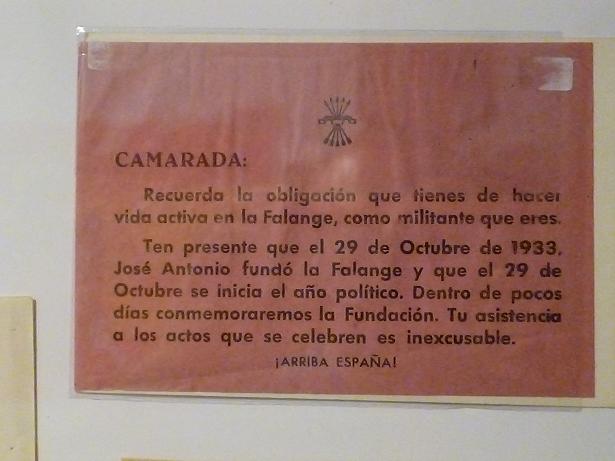 CAMARADA:
Recuerda la obligación que tienes de hacer
vida activa en la Falange, como militante que eres.
Ten presente que el 29 de Octubre de 1933,
José Antonio fundó la Falange y que el 29 de
Octubre se inicia el año político. Dentro de pocos
días conmemoraremos la Fundación. Tu asistencia
a los actos que se celebren es inexcusable.
¡ARRIBA ESPAÑA!